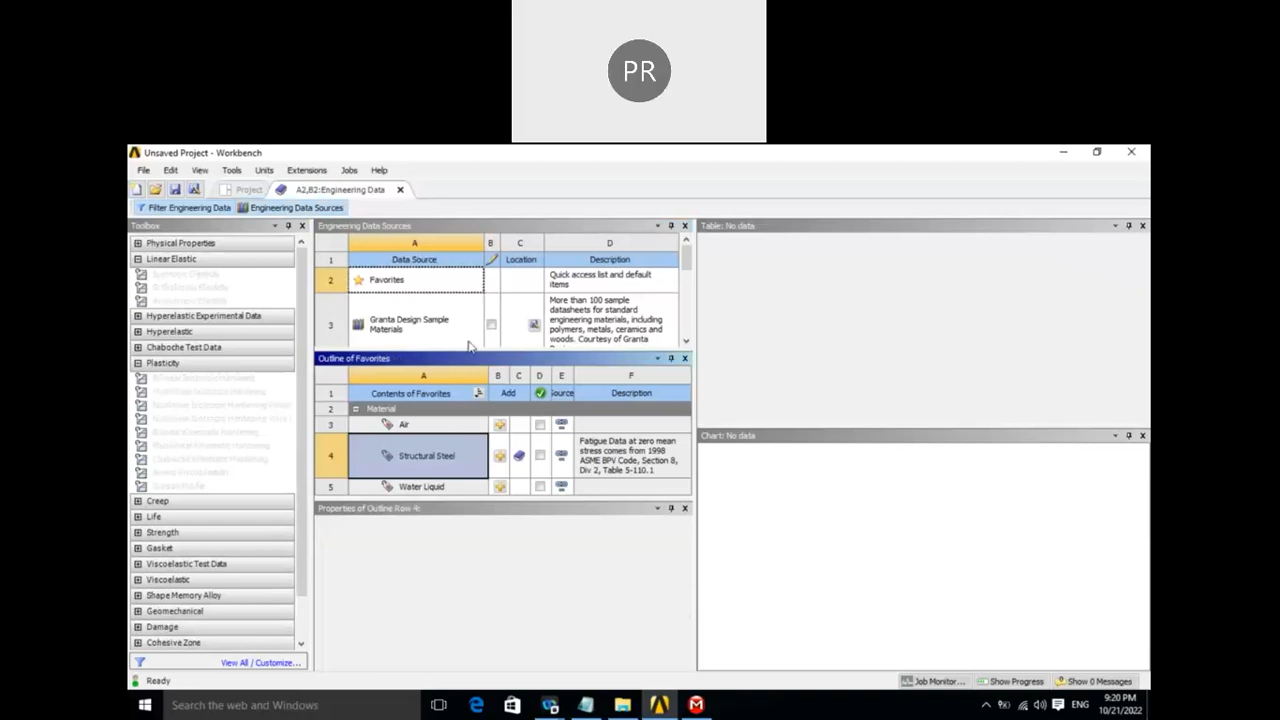 PR
Unsaved Project - Workbench
File Edit View Tools Units Extensions Jobs Help
Project A2,B2:Engineering Data
Filter Engineering Data Engineering Data Sources
Toolbox
Physical Properties
Linear Elastic
Hyperelastic Experimental Data
Hyperelastic
Chaboche Test Data
Plasticity
Creep
Life
Strength
Gasket
Viscoelastic Test Data
Viscoelastic
Shape Memory Alloy
Geomechanical
Damage
Cohesive Zone
View All / Customize...
Engineering Data Sources
A B C D
1 Data Source Location Description
2 Favorites Quick access list and default
items
3 Granta Design Sample
Materials
More than 100 sample
datasheets for standard
engineering materials, including
polymers, metals, ceramics and
woods. Courtesy of Granta
Outline of Favorites
A B C D E F
1 Contents of Favorites Add Source Description
2 Material
3 Air
4 Structural Steel
Fatigue Data at zero mean
stress comes from 1998
ASME BPV Code, Section 8,
Div 2, Table 5-110.1
5 Water Liquid
Properties of Outline Row 4:
Table: No data
Chart: No data
Ready
Job Monitor... Show Progress Show 0 Messages
Search the web and Windows
ENG
9:20 PM
10/21/2022